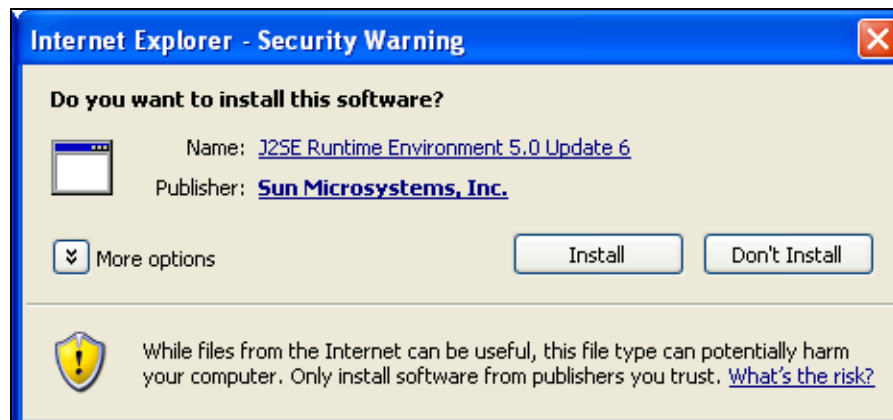 Internet Explorer - Security Warning
Do you want to install this software?
Name: J2SE Runtime Environment 5.0 Update 6
Publisher: Sun Microsystems, Inc.
More options
Install
Don't Install
While files from the Internet can be useful, this file type can potentially harm
your computer. Only install software from publishers you trust. What's the risk?